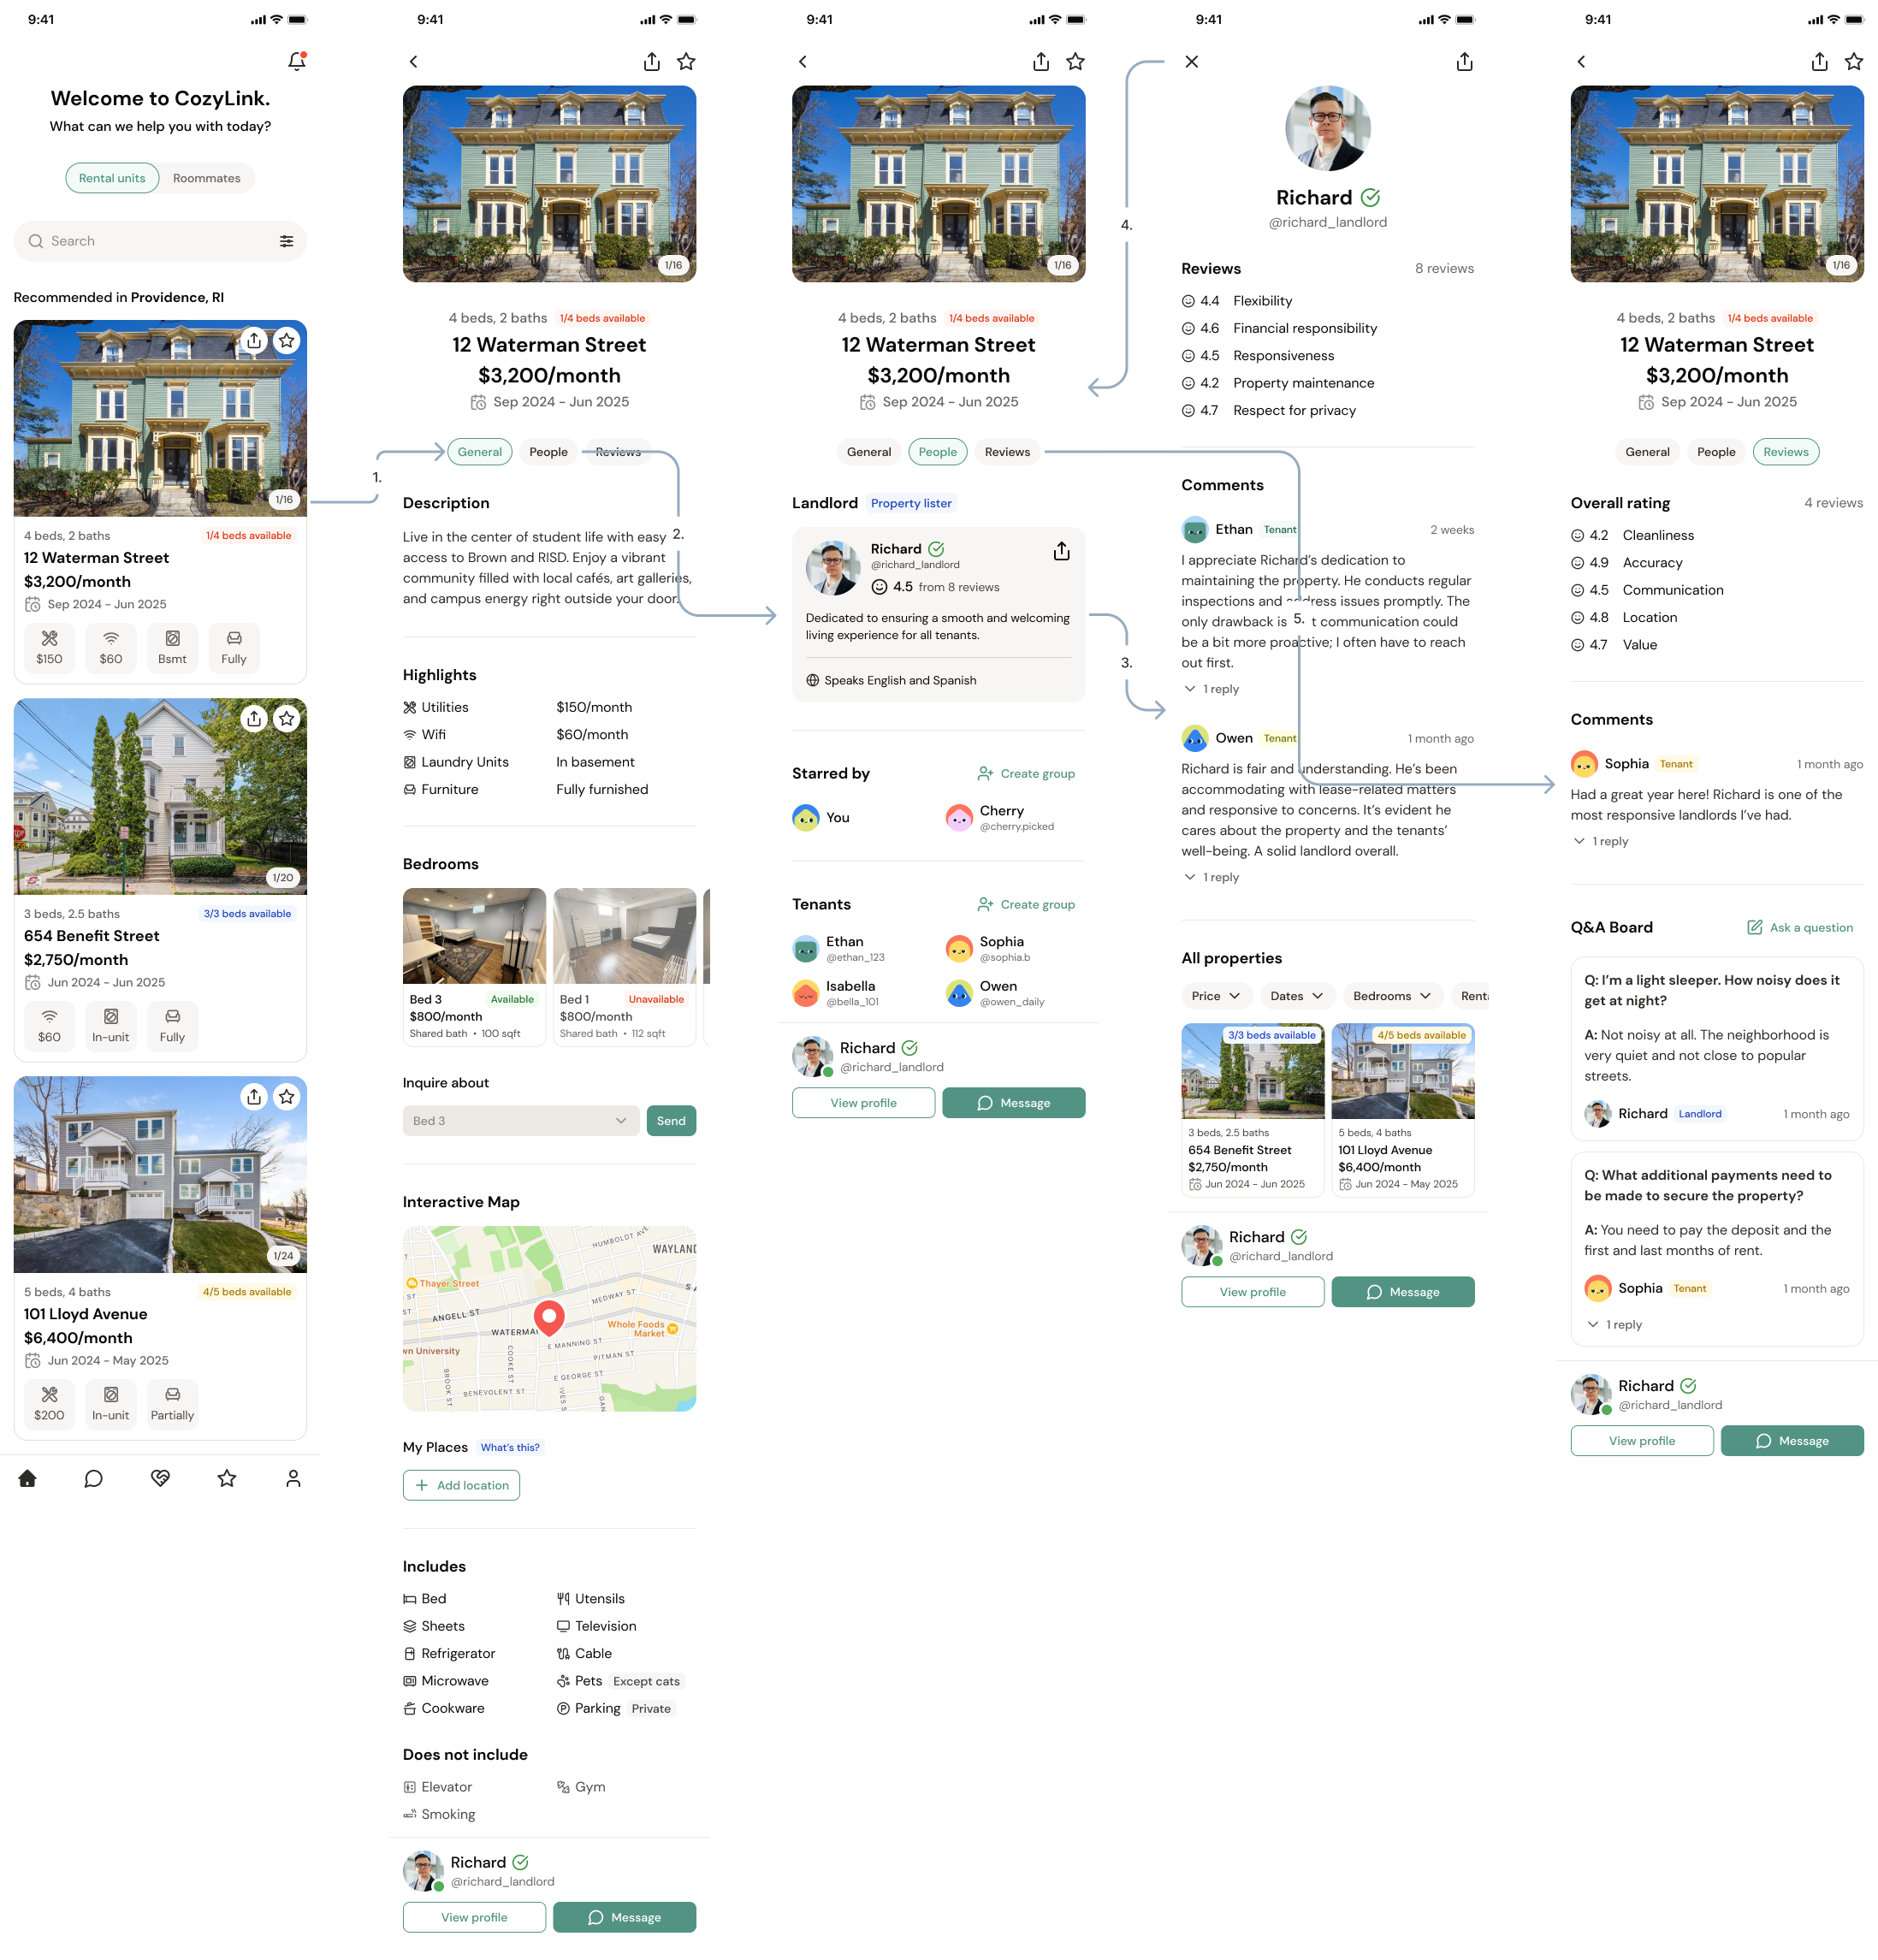 9:41
Welcome to CozyLink.
What can we help you with today?
Rental units
Roommates
Search
Recommended in Providence, RI
1/16
4 beds, 2 baths
1/4 beds available
12 Waterman Street
$3,200/month
Sep 2024 - Jun 2025
$150
$60
Bsmt
Fully
1/20
3 beds, 2.5 baths
3/3 beds available
654 Benefit Street
$2,750/month
Jun 2024 - Jun 2025
$60
In-unit
Fully
1/24
5 beds, 4 baths
4/5 beds available
101 Lloyd Avenue
$6,400/month
Jun 2024 - May 2025
$200
In-unit
Partially
1.
9:41
1/16
4 beds, 2 baths
1/4 beds available
12 Waterman Street
$3,200/month
Sep 2024 - Jun 2025
General
People
Reviews
Description
Live in the center of student life with easy
access to Brown and RISD. Enjoy a vibrant
community filled with local cafés, art galleries,
and campus energy right outside your door.
2.
Highlights
Utilities
$150/month
Wifi
$60/month
Laundry Units
In basement
Furniture
Fully furnished
Bedrooms
Bed 3
Available
$800/month
Shared bath • 100 sqft
Bed 1
Unavailable
$800/month
Shared bath • 112 sqft
Inquire about
Bed 3
Send
Interactive Map
HUMBOLDT AVE
WAYLAND
Thayer Street
ST
ANGELL ST
MEDWAY ST
S A
WATERMA
Whole Foods
Market
E MANNING ST
wn University
PITMAN ST
COOKE ST
BROOK ST
E GEORGE ST
BENEVOLENT ST
IVES S
GAN
My Places
What's this?
Add location
Includes
Bed
Utensils
Sheets
Television
Refrigerator
Cable
Microwave
Pets
Except cats
Cookware
Parking
Private
Does not include
Elevator
Gym
Smoking
Richard
@richard_landlord
View profile
Message
9:41
1/16
4 beds, 2 baths
1/4 beds available
12 Waterman Street
$3,200/month
Sep 2024 - Jun 2025
General
People
Reviews
Landlord
Property lister
Richard
@richard_landlord
4.5 from 8 reviews
Dedicated to ensuring a smooth and welcoming
living experience for all tenants.
Speaks English and Spanish
Starred by
Create group
You
Cherry
@cherry.picked
Tenants
Create group
Ethan
@ethan_123
Sophia
@sophia.b
Isabella
@bella_101
Owen
@owen_daily
Richard
@richard_landlord
View profile
Message
3.
4.
9:41
Richard
@richard_landlord
Reviews
8 reviews
4.4 Flexibility
4.6 Financial responsibility
4.5 Responsiveness
4.2 Property maintenance
4.7 Respect for privacy
Comments
Ethan
Tenant
2 weeks
I appreciate Richard's dedication to
maintaining the property. He conducts regular
inspections and address issues promptly. The
only drawback is
5.
t communication could
be a bit more proactive; I often have to reach
out first.
1 reply
Owen
Tenant
1 month ago
Richard is fair and understanding. He's been
accommodating with lease-related matters
and responsive to concerns. It's evident he
cares about the property and the tenants'
well-being. A solid landlord overall.
1 reply
All properties
Price
Dates
Bedrooms
Renta
3/3 beds available
3 beds, 2.5 baths
654 Benefit Street
$2,750/month
Jun 2024 - Jun 2025
4/5 beds available
5 beds, 4 baths
101 Lloyd Avenue
$6,400/month
Jun 2024 - May 2025
Richard
@richard_landlord
View profile
Message
9:41
1/16
4 beds, 2 baths
1/4 beds available
12 Waterman Street
$3,200/month
Sep 2024 - Jun 2025
General
People
Reviews
Overall rating
4 reviews
4.2 Cleanliness
4.9 Accuracy
4.5 Communication
4.8 Location
4.7 Value
Comments
Sophia
Tenant
1 month ago
Had a great year here! Richard is one of the
most responsive landlords I've had.
1 reply
Q&A Board
Ask a question
Q: I'm a light sleeper. How noisy does it
get at night?
A: Not noisy at all. The neighborhood is
very quiet and not close to popular
streets.
Richard
Landlord
1 month ago
Q: What additional payments need to
be made to secure the property?
A: You need to pay the deposit and the
first and last months of rent.
Sophia
Tenant
1 month ago
1 reply
Richard
@richard_landlord
View profile
Message